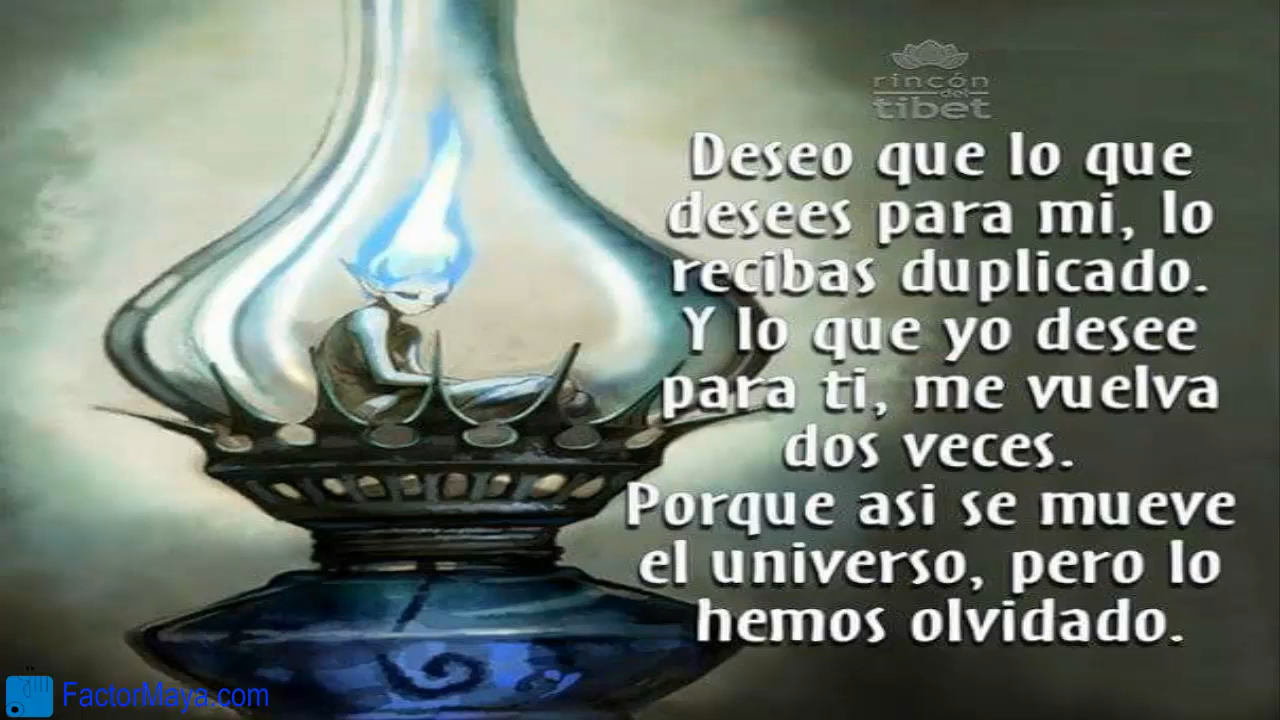 rincón
del
tibet
Deseo que lo que
desees para mi, lo
recibas duplicado.
Y lo que yo desee
para ti, me vuelva
dos veces.
Porque asi se mueve
el universo, pero lo
hemos olvidado.
FactorMaya.com